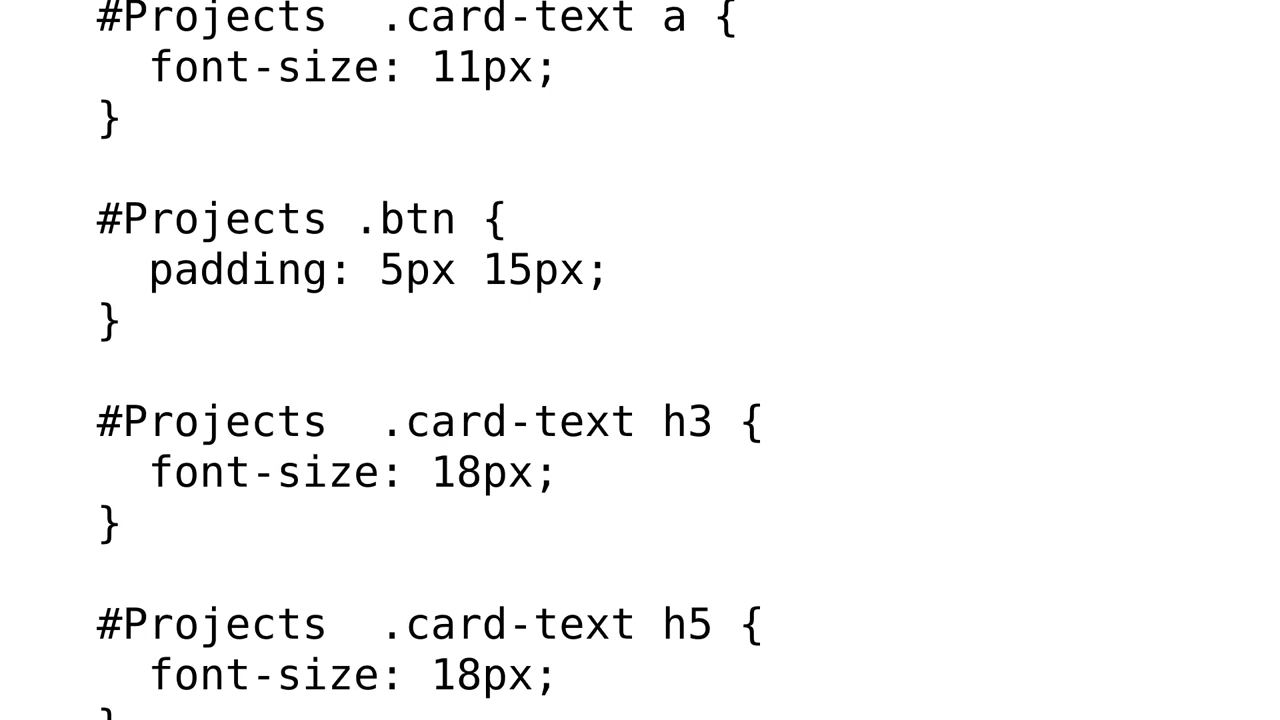 #Projects  .card-text a {
  font-size: 11px;
}

#Projects .btn {
  padding: 5px 15px;
}

#Projects  .card-text h3 {
  font-size: 18px;
}

#Projects  .card-text h5 {
  font-size: 18px;
}